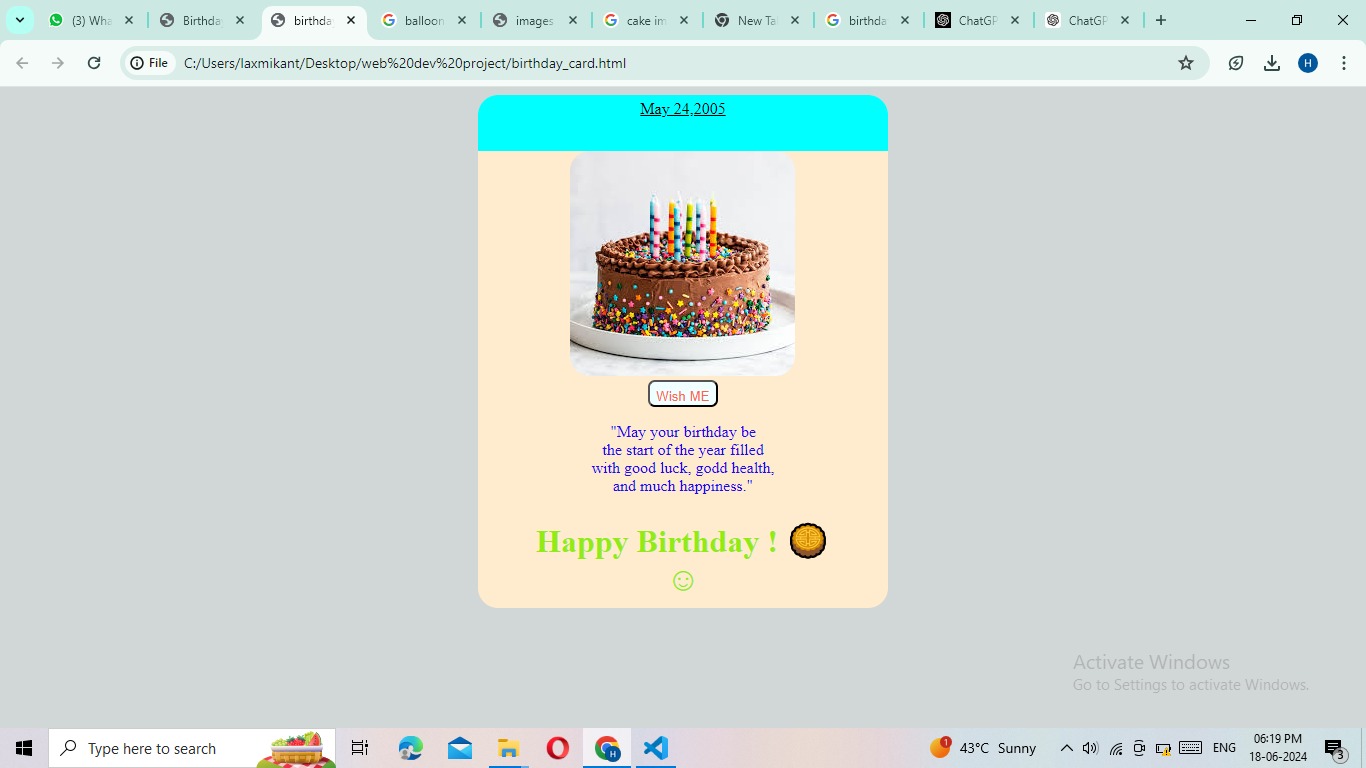 (3) Wha
Birthda
birthda
balloon
images
cake im
New Ta
birthda
ChatGP
ChatGP
File
C:/Users/laxmikant/Desktop/web%20dev%20project/birthday_card.html
H
May 24,2005
Wish ME
"May your birthday be
the start of the year filled
with good luck, godd health,
and much happiness."
Happy Birthday !
Activate Windows
Go to Settings to activate Windows.
Type here to search
H
1
43°C Sunny
ENG
06:19 PM
18-06-2024
3